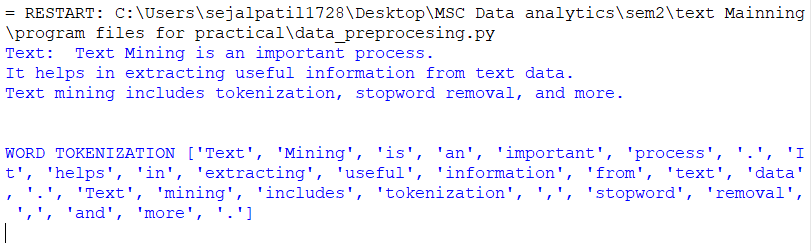 = RESTART: C:\Users\sejalpatil1728\Desktop\MSC Data analytics\sem2\text Mainning
\program files for practical\data_preprocesing.py
Text:  Text Mining is an important process.
It helps in extracting useful information from text data.
Text mining includes tokenization, stopword removal, and more.
WORD TOKENIZATION ['Text', 'Mining', 'is', 'an', 'important', 'process', '.', 'I
t', 'helps', 'in', 'extracting', 'useful', 'information', 'from', 'text', 'data'
, '.', 'Text', 'mining', 'includes', 'tokenization', ',', 'stopword', 'removal',
 ',', 'and', 'more', '.']